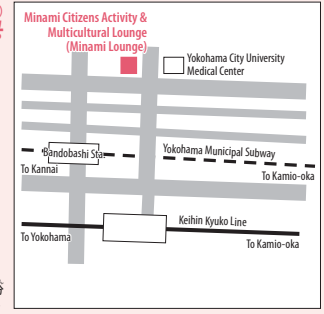 Minami Citizens Activity &
Multicultural Lounge
(Minami Lounge)
Yokohama City University
Medical Center
Bandobashi Sta.
Yokohama Municipal Subway
To Kannai
To Kamio-oka
Keihin Kyuko Line
To Yokohama
To Kamio-oka